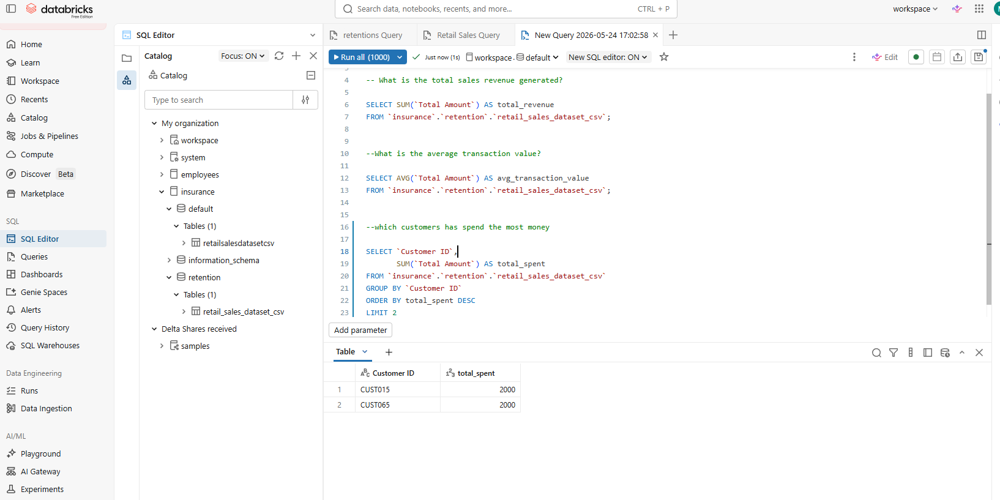 databricks
Free Edition
Search data, notebooks, recents, and more...
CTRL + P
workspace
Home
Learn
Workspace
Recents
Catalog
Jobs & Pipelines
Compute
Discover Beta
Marketplace
SQL
SQL Editor
Queries
Dashboards
Genie Spaces
Alerts
Query History
SQL Warehouses
Data Engineering
Runs
Data Ingestion
AI/ML
Playground
AI Gateway
Experiments
SQL Editor
Catalog
Focus: ON
Catalog
Type to search
My organization
workspace
system
employees
insurance
default
Tables (1)
retailsalesdatasetcsv
information_schema
retention
Tables (1)
retail_sales_dataset_csv
Delta Shares received
samples
retentions Query
Retail Sales Query
New Query 2026-05-24 17:02:58
Run all (1000)
Just now (1s)
workspace.
default
New SQL editor: ON
Edit
4 -- What is the total sales revenue generated?
5
6 SELECT SUM(`Total Amount`) AS total_revenue
7 FROM `insurance`.`retention`.`retail_sales_dataset_csv`;
8
9
10 --What is the average transaction value?
11
12 SELECT AVG(`Total Amount`) AS avg_transaction_value
13 FROM `insurance`.`retention`.`retail_sales_dataset_csv`;
14
15
16 --which customers has spend the most money
17
18 SELECT `Customer ID`,
19 SUM(`Total Amount`) AS total_spent
20 FROM `insurance`.`retention`.`retail_sales_dataset_csv`
21 GROUP BY `Customer ID`
22 ORDER BY total_spent DESC
23 LIMIT 2
Add parameter
Table
Customer ID total_spent
1 CUST015 2000
2 CUST065 2000